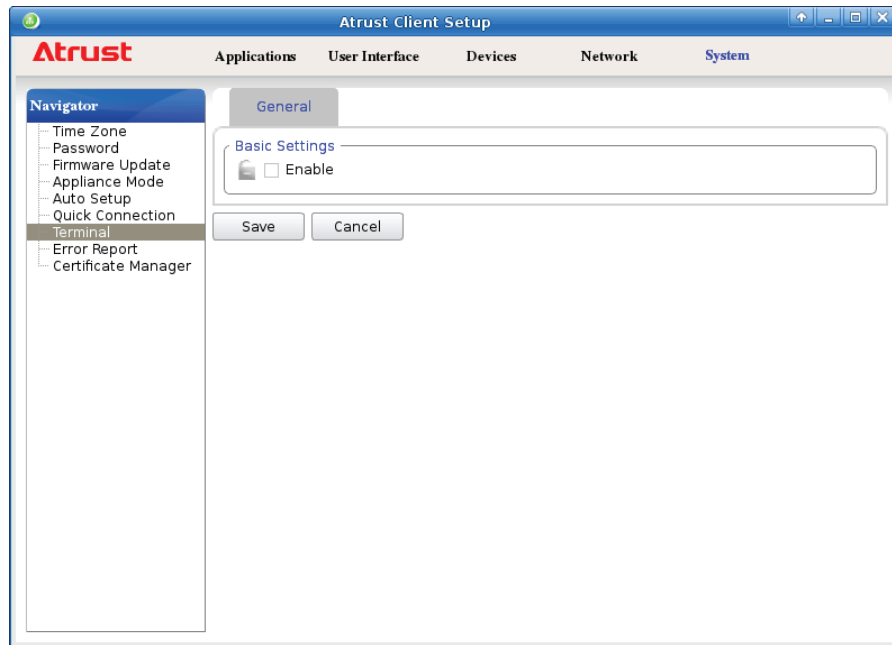 Atrust Client Setup
Atrust
Applications User Interface Devices Network System
Navigator
Time Zone
Password
Firmware Update
Appliance Mode
Auto Setup
Quick Connection
Terminal
Error Report
Certificate Manager
General
Basic Settings
Enable
Save Cancel